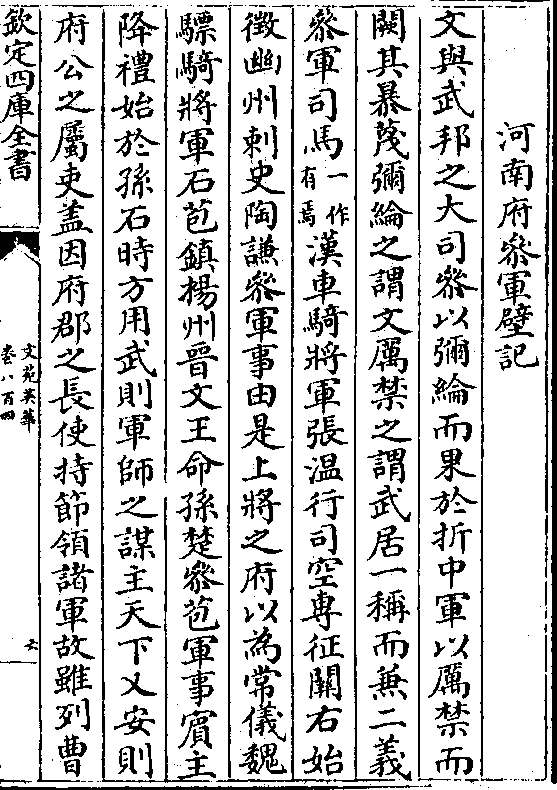 河南府叅軍壁記
文與武邦之大司叅以彌綸而果於折中軍以厲禁而
闕其暴蔑彌綸之謂文厲禁之謂武居一稱而兼二義
叅軍司馬一作有焉漢車騎將軍張温行司空專征關右始
徴幽州刺史陶謙叅軍事由是上將之府以為常儀魏
驃騎將軍石苞鎮楊州晉文王命孫楚叅苞軍事賓主
降禮始於孫石時方用武則軍師之謀主天下乂安則
府公之屬吏盖因府郡之長使持節領諸軍故雖列曹
欽定四庫全書
文苑英華
卷八百四